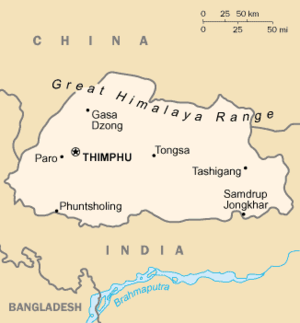 0 25 50 km
0 25 50 mi
CHINA
Great Himalaya Range
Gasa
Dzong
Paro
THIMPHU
Tongsa
Tashigang
Phuntsholing
Samdrup
Jongkhar
INDIA
Brahmaputra
BANGLADESH